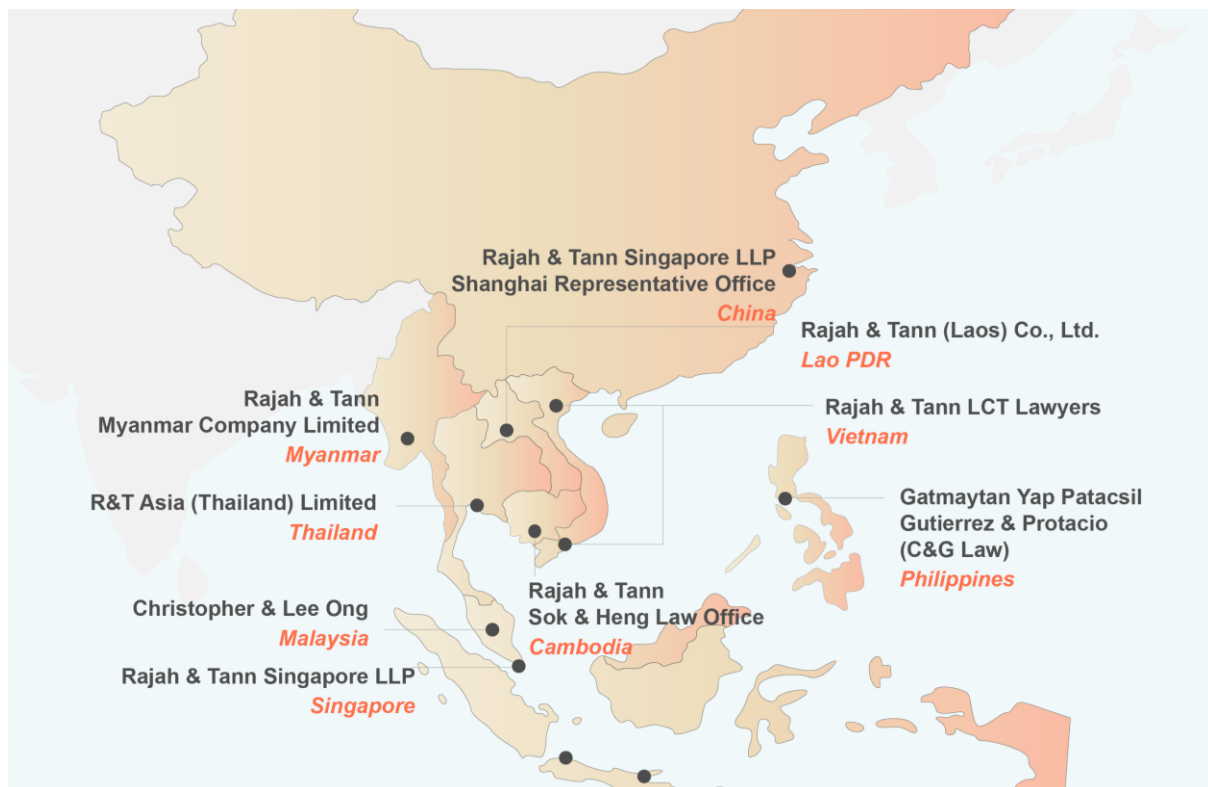 Rajah & Tann Singapore LLP
Shanghai Representative Office
China
Rajah & Tann (Laos) Co., Ltd.
Lao PDR
Rajah & Tann
Myanmar Company Limited
Myanmar
Rajah & Tann LCT Lawyers
Vietnam
R&T Asia (Thailand) Limited
Thailand
Gatmaytan Yap Patacsil
Gutierrez & Protacio
(C&G Law)
Philippines
Rajah & Tann
Sok & Heng Law Office
Cambodia
Christopher & Lee Ong
Malaysia
Rajah & Tann Singapore LLP
Singapore